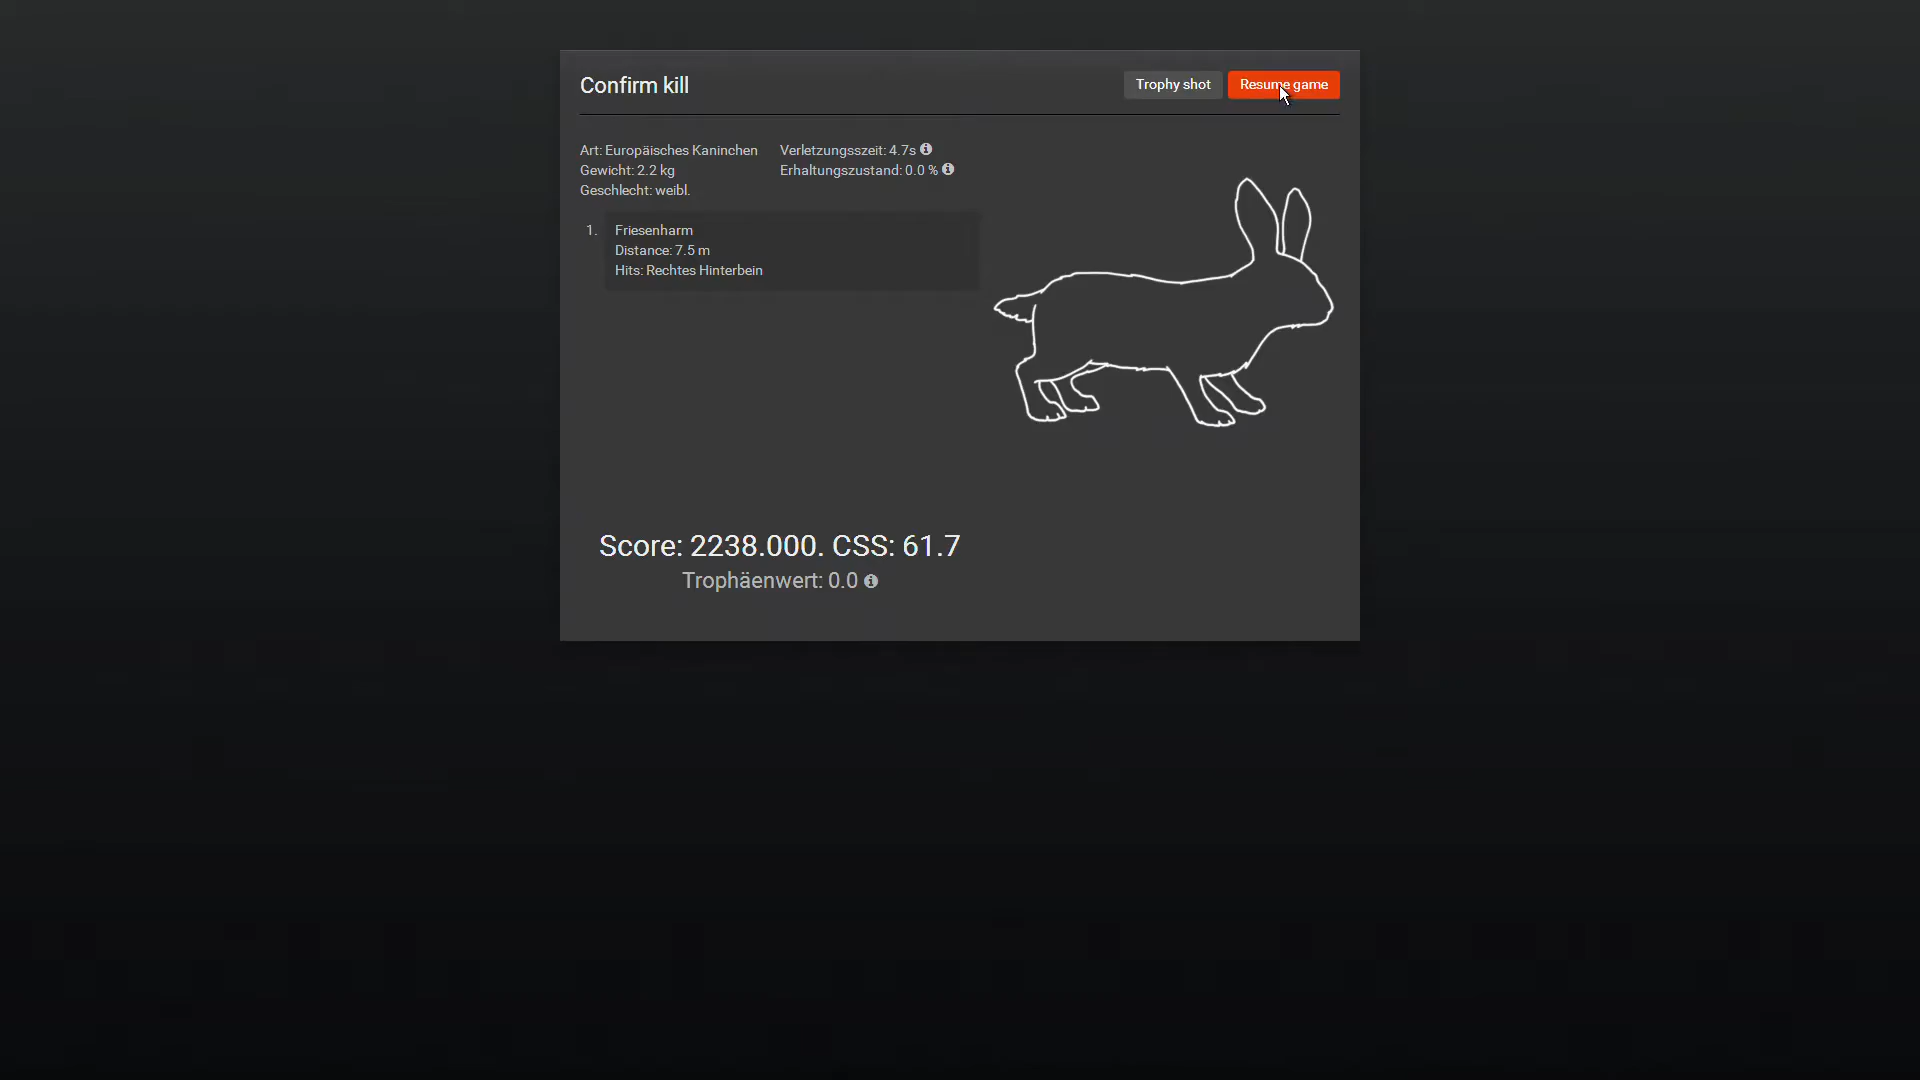 Confirm kill
Trophy shot
Resume game
Art: Europäisches Kaninchen
Gewicht: 2.2 kg
Geschlecht: weibl.
Verletzungsszeit: 4.7s
Erhaltungszustand: 0.0 %
1.
Friesenharm
Distance: 7.5 m
Hits: Rechtes Hinterbein
Score: 2238.000. CSS: 61.7
Trophäenwert: 0.0